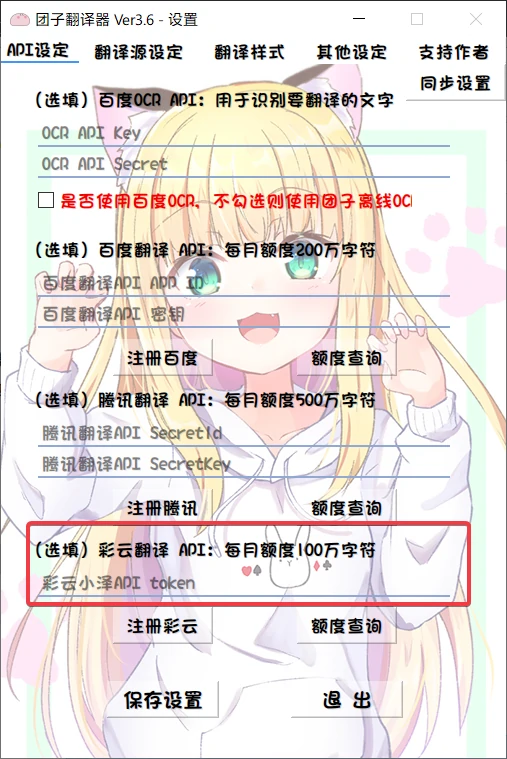 团子翻译器 Ver3.6 - 设置
API设定 翻译源设定 翻译样式 其他设定 支持作者
同步设置
(选填) 百度OCR API: 用于识别要翻译的文字
OCR API Key
OCR API Secret
是否使用百度OCR, 不勾选则使用团子离线OCR
(选填) 百度翻译 API: 每月额度200万字符
百度翻译API APP ID
百度翻译API 密钥
注册百度 额度查询
(选填) 腾讯翻译 API: 每月额度500万字符
腾讯翻译API SecretId
腾讯翻译API SecretKey
注册腾讯 额度查询
(选填) 彩云翻译 API: 每月额度100万字符
彩云小泽API token
注册彩云 额度查询
保存设置 退 出